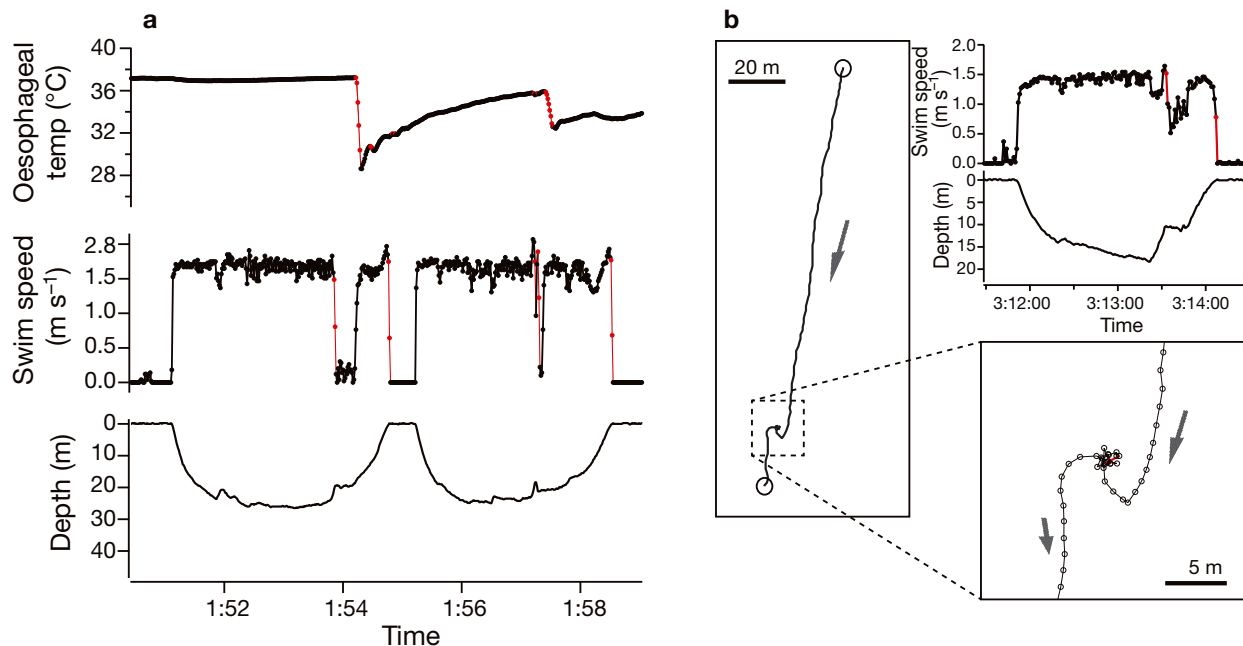 a
Oesophageal
temp (°C)
40
36
32
28
Swim speed
(m s⁻¹)
2.8
1.5
1.0
0.5
0.0
Depth (m)
0
10
20
30
40
1:52
1:54
1:56
1:58
Time
b
20 m
Swim speed
(m s⁻¹)
2.0
1.5
1.0
0.5
0.0
Depth (m)
0
5
10
15
20
3:12:00
3:13:00
3:14:00
Time
5 m